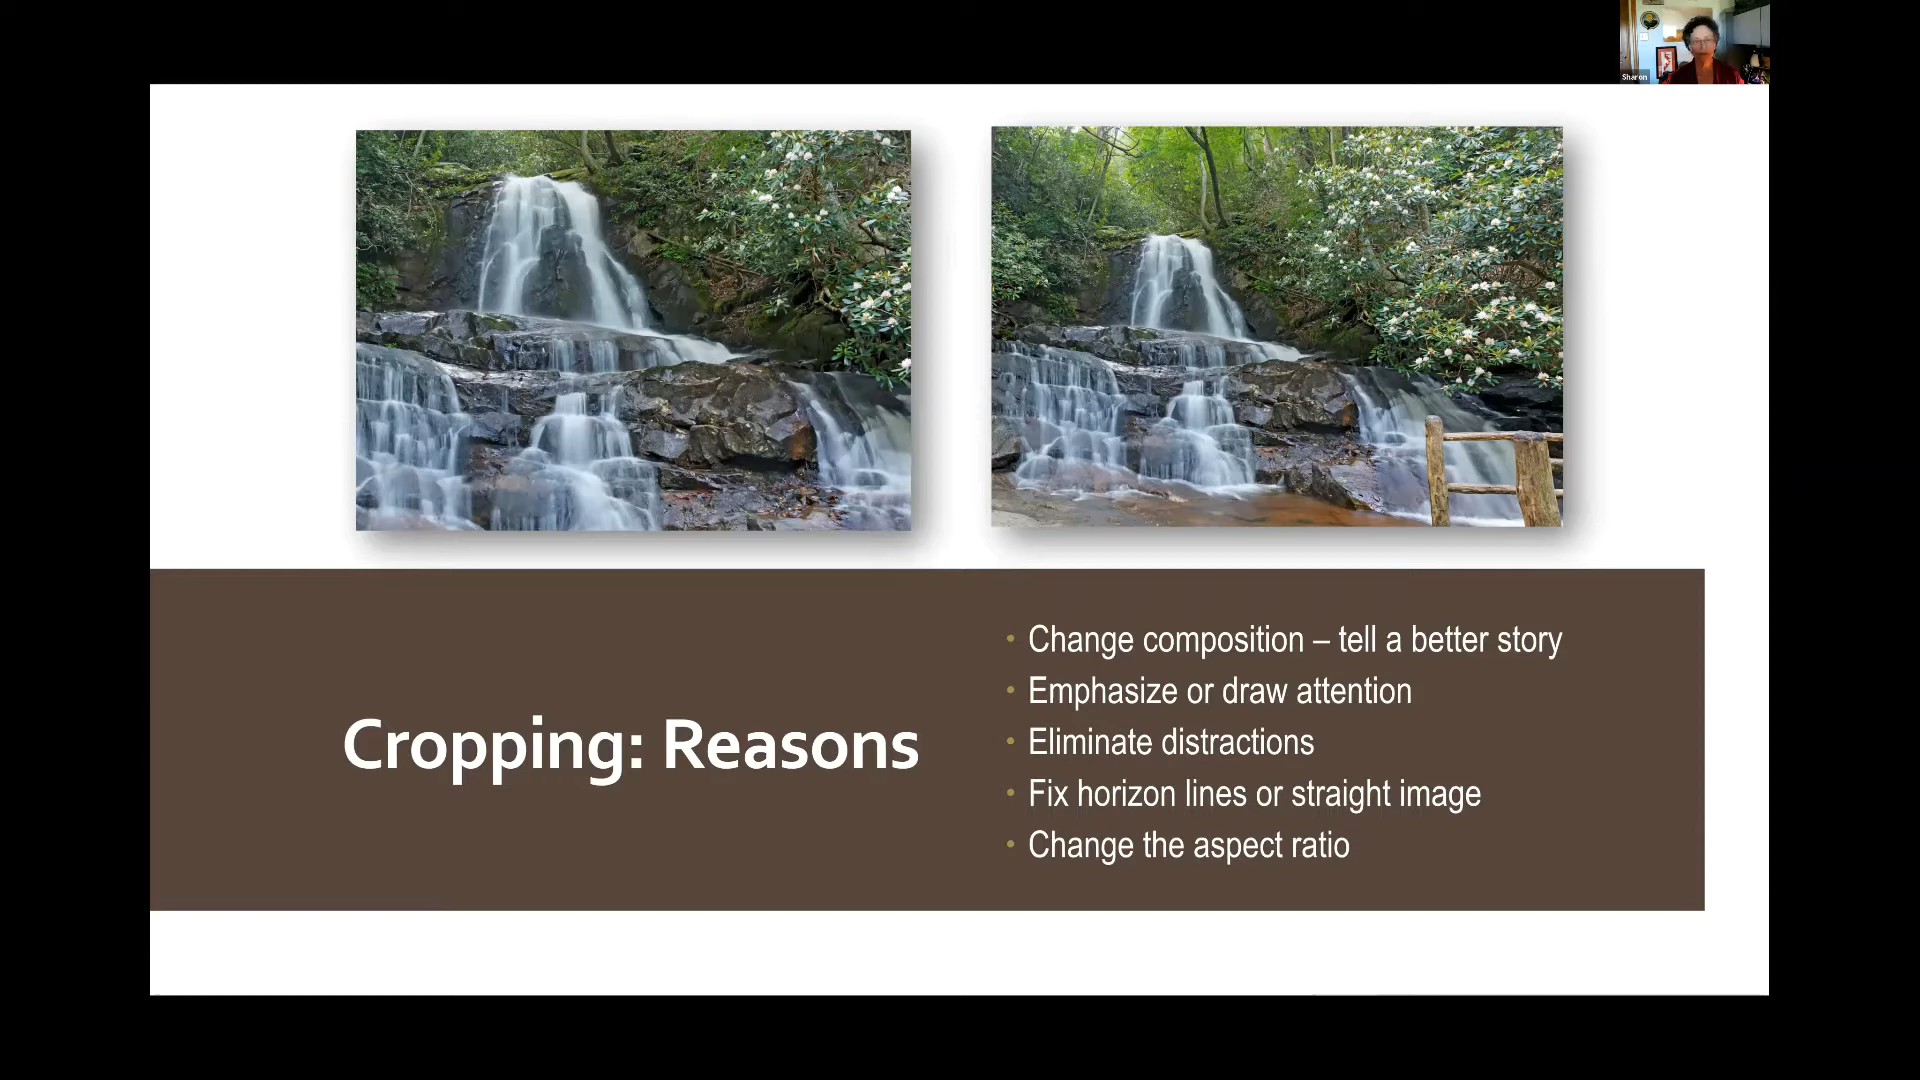 Sharon
Cropping: Reasons
• Change composition – tell a better story
• Emphasize or draw attention
• Eliminate distractions
• Fix horizon lines or straight image
• Change the aspect ratio